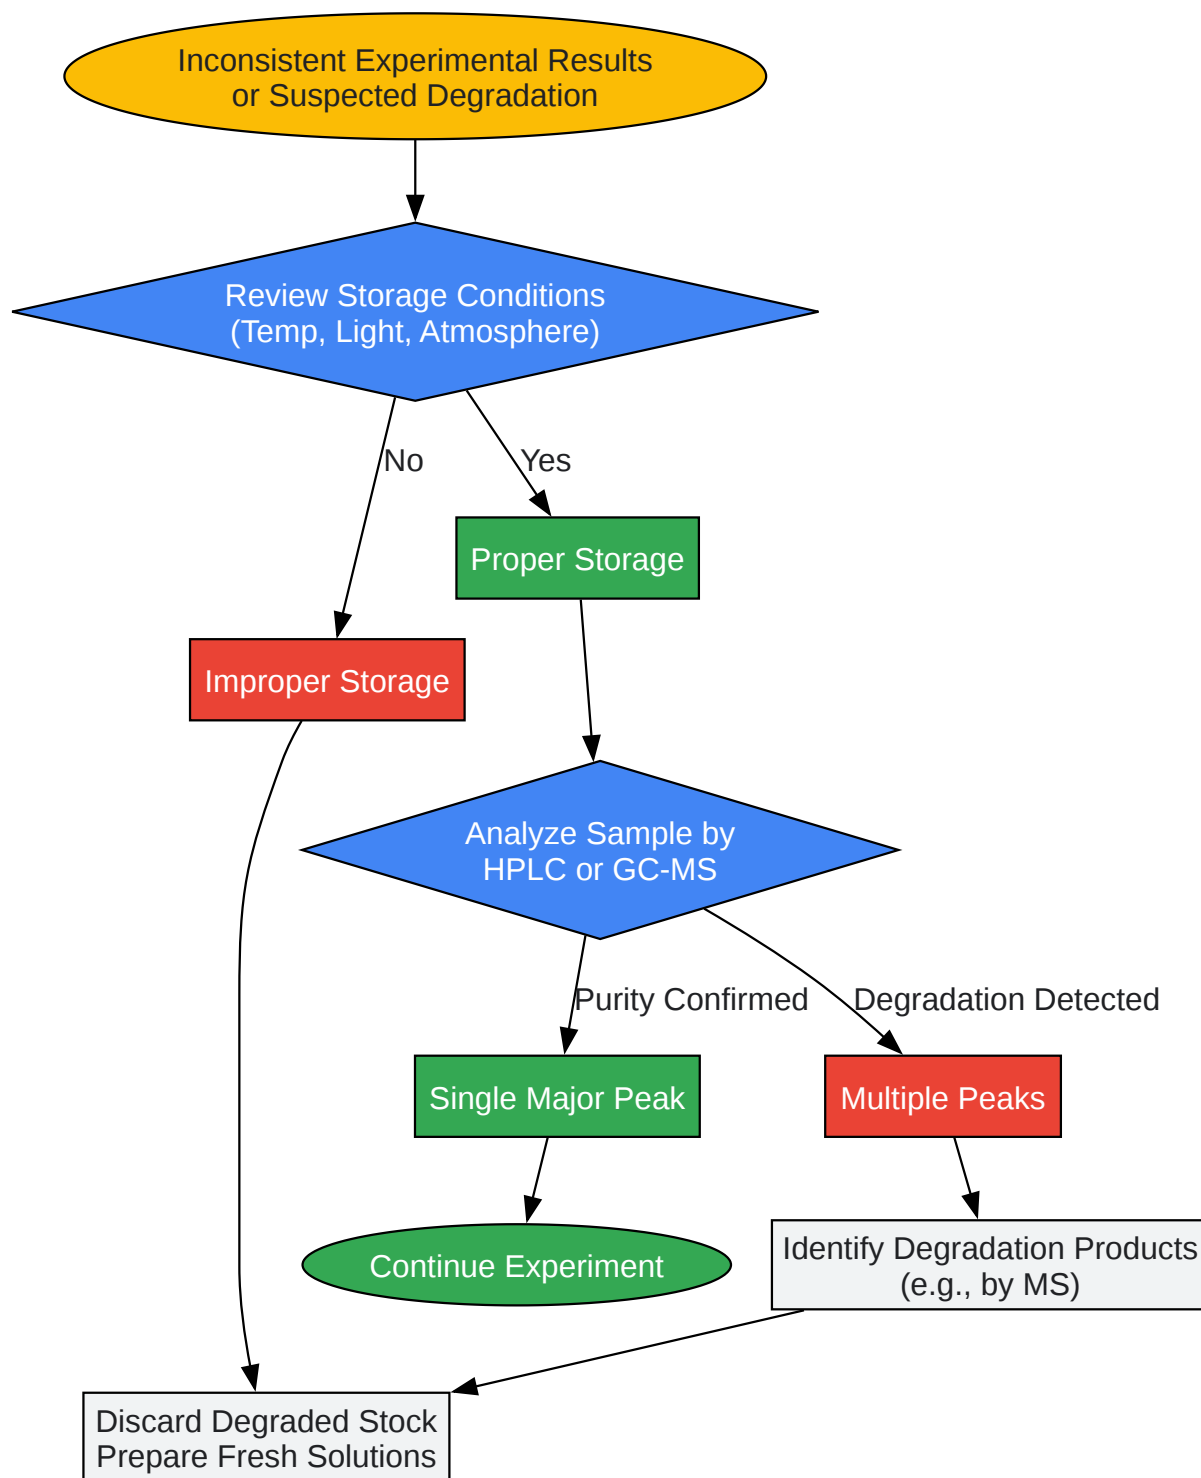 Inconsistent Experimental Results
or Suspected Degradation
Review Storage Conditions
(Temp, Light, Atmosphere)
No
Yes
Proper Storage
Improper Storage
Analyze Sample by
HPLC or GC-MS
Purity Confirmed
Degradation Detected
Single Major Peak
Multiple Peaks
Continue Experiment
Identify Degradation Products
(e.g., by MS)
Discard Degraded Stock
Prepare Fresh Solutions